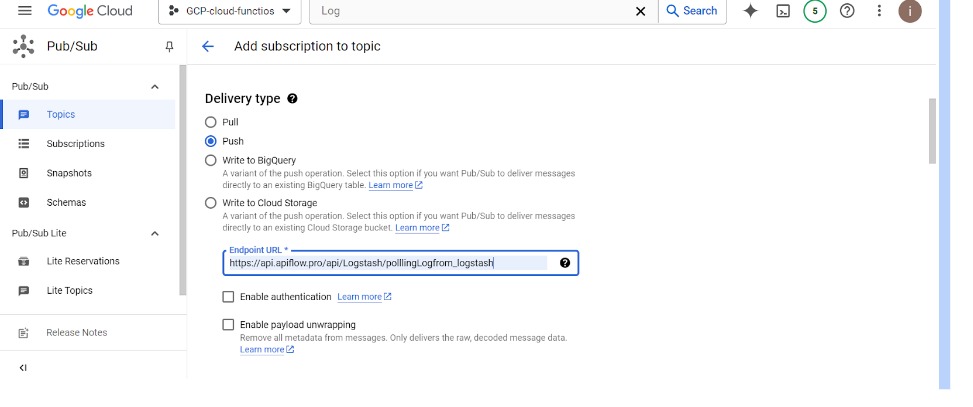 Google Cloud
GCP-cloud-functios
Log
Search
5
i
Pub/Sub
Add subscription to topic
Pub/Sub
Topics
Subscriptions
Snapshots
Schemas
Pub/Sub Lite
Lite Reservations
Lite Topics
Release Notes
Delivery type
Pull
Push
Write to BigQuery
A variant of the push operation. Select this option if you want Pub/Sub to deliver messages
directly to an existing BigQuery table. Learn more
Write to Cloud Storage
A variant of the push operation. Select this option if you want Pub/Sub to deliver messages
directly to an existing Cloud Storage bucket. Learn more
Endpoint URL *
https://api.apiflow.pro/api/Logstash/polllingLogfrom_logstash
Enable authentication Learn more
Enable payload unwrapping
Remove all metadata from messages. Only delivers the raw, decoded message data.
Learn more